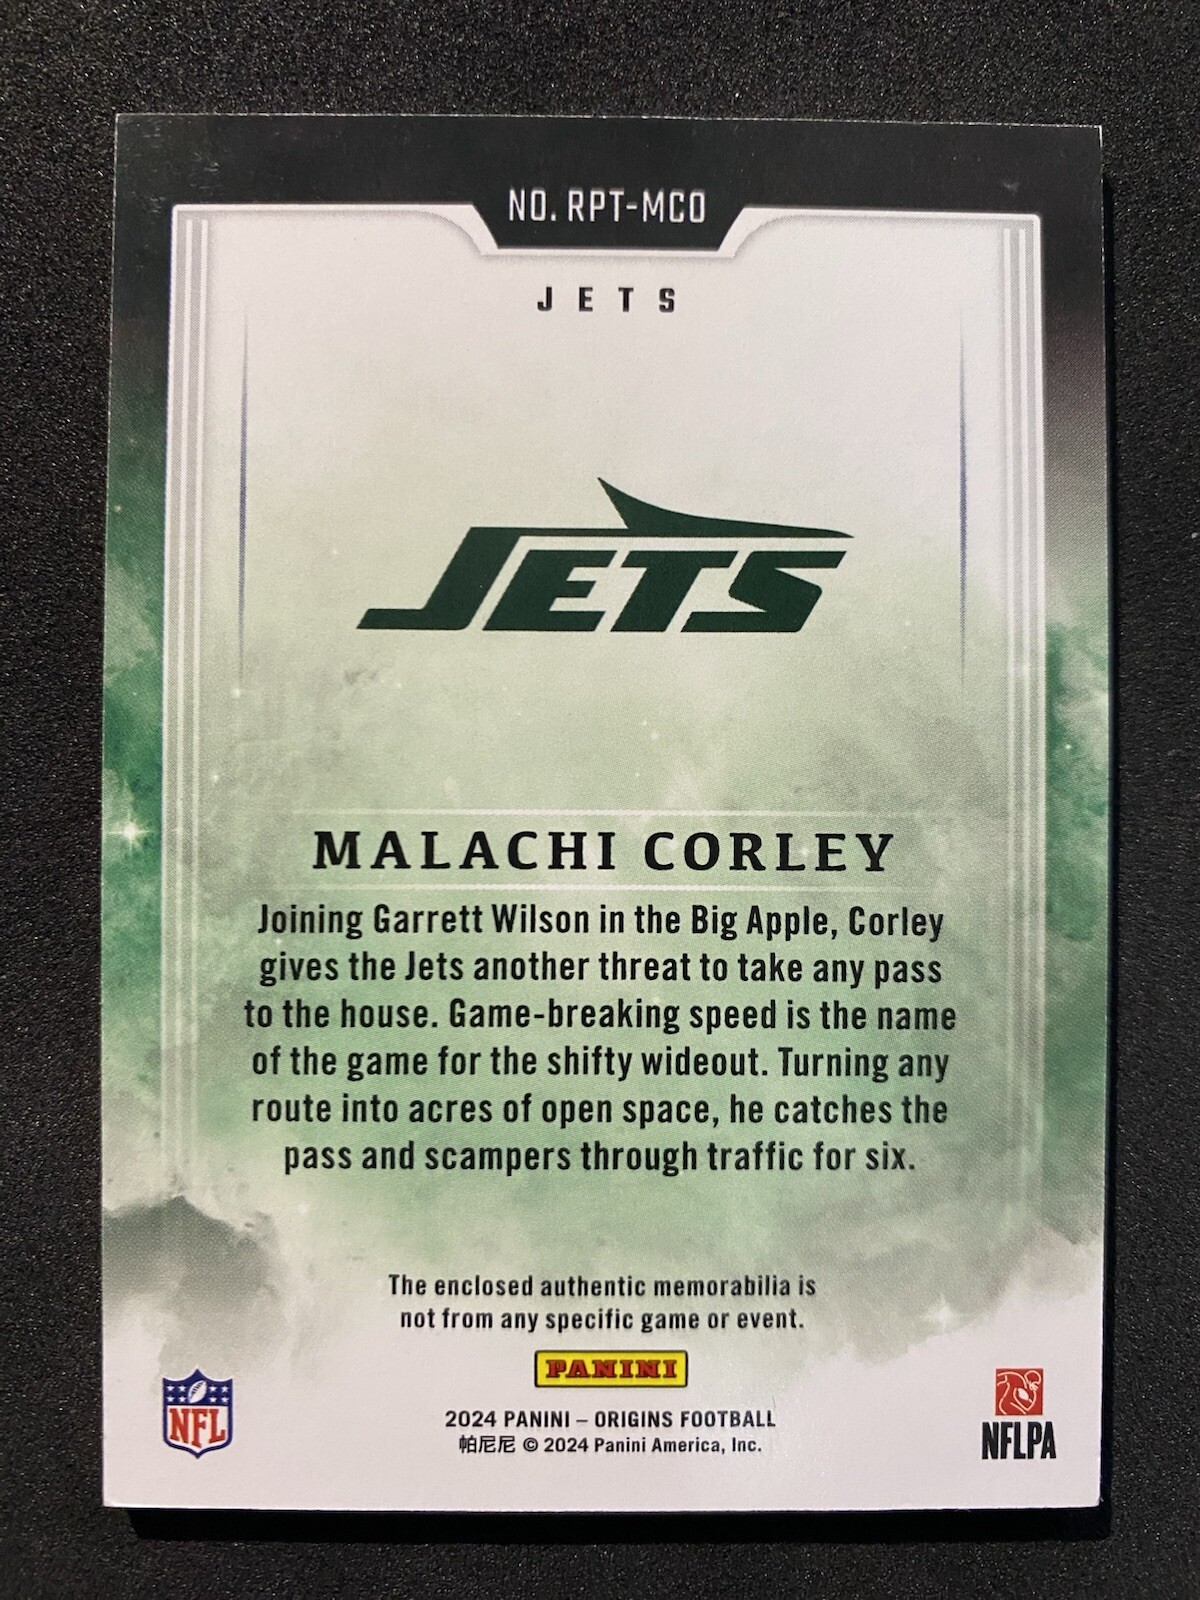 NO. RPT-MCO
JETS
JETS
MALACHI CORLEY
Joining Garrett Wilson in the Big Apple, Corley
gives the Jets another threat to take any pass
to the house. Game-breaking speed is the name
of the game for the shifty wideout. Turning any
route into acres of open space, he catches the
pass and scampers through traffic for six.
The enclosed authentic memorabilia is
not from any specific game or event.
PANINI
NFL
2024 PANINI – ORIGINS FOOTBALL
帕尼尼 © 2024 Panini America, Inc.
NFLPA